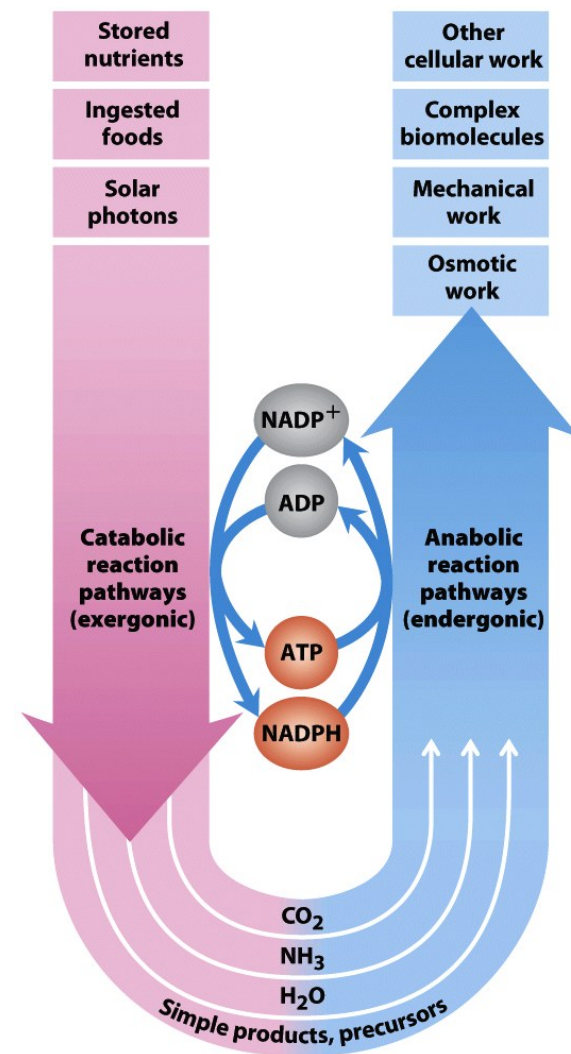 Stored
nutrients
Ingested
foods
Solar
photons
Catabolic
reaction
pathways
(exergonic)
NADP⁺
ADP
ATP
NADPH
Other
cellular work
Complex
biomolecules
Mechanical
work
Osmotic
work
Anabolic
reaction
pathways
(endergonic)
CO₂
NH₃
H₂O
Simple products, precursors